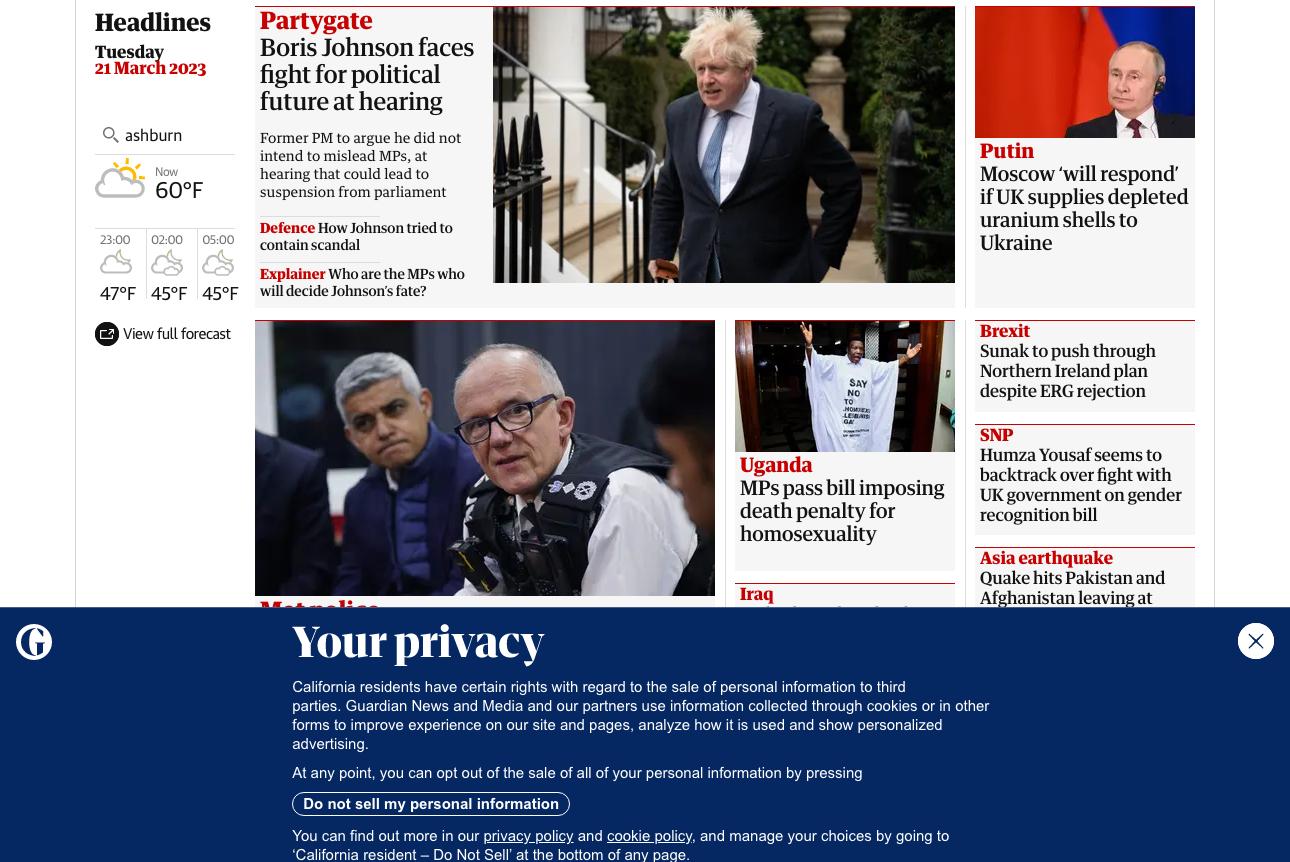 Headlines
Tuesday
21 March 2023
ashburn
Now
60°F
23:00
02:00
05:00
47°F
45°F
45°F
View full forecast
Partygate
Boris Johnson faces
fight for political
future at hearing
Former PM to argue he did not
intend to mislead MPs, at
hearing that could lead to
suspension from parliament
Defence How Johnson tried to
contain scandal
Explainer Who are the MPs who
will decide Johnson's fate?
Putin
Moscow ‘will respond’
if UK supplies depleted
uranium shells to
Ukraine
Met police
SAY
NO
TO
Uganda
MPs pass bill imposing
death penalty for
homosexuality
Iraq
Brexit
Sunak to push through
Northern Ireland plan
despite ERG rejection
SNP
Humza Yousaf seems to
backtrack over fight with
UK government on gender
recognition bill
Asia earthquake
Quake hits Pakistan and
Afghanistan leaving at
G
Your privacy
California residents have certain rights with regard to the sale of personal information to third
parties. Guardian News and Media and our partners use information collected through cookies or in other
forms to improve experience on our site and pages, analyze how it is used and show personalized
advertising.
At any point, you can opt out of the sale of all of your personal information by pressing
Do not sell my personal information
You can find out more in our privacy policy and cookie policy, and manage your choices by going to
‘California resident – Do Not Sell’ at the bottom of any page.